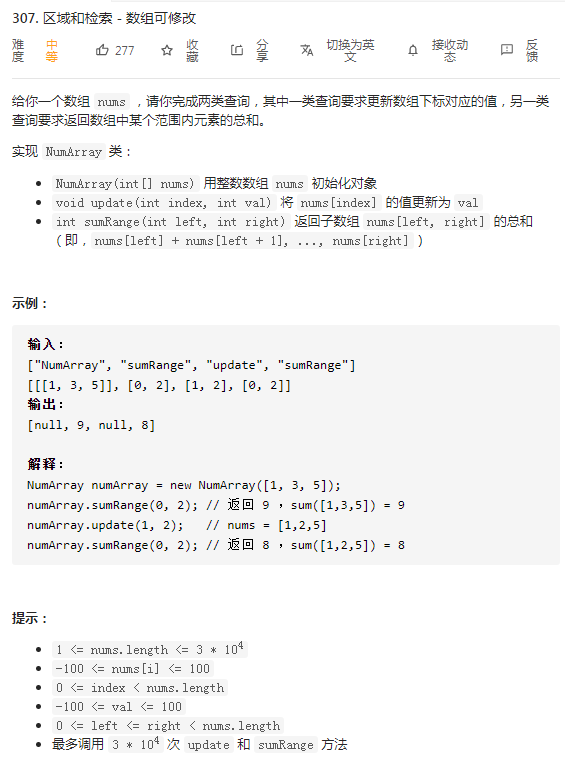 307. 区域和检索 - 数组可修改
难度 中等 277 收藏 分享 切换为英文 接收动态 反馈
给你一个数组 nums ，请你完成两类查询，其中一类查询要求更新数组下标对应的值，另一类
查询要求返回数组中某个范围内元素的总和。
实现 NumArray 类：
NumArray(int[] nums) 用整数数组 nums 初始化对象
void update(int index, int val) 将 nums[index] 的值更新为 val
int sumRange(int left, int right) 返回子数组 nums[left, right] 的总和
（即，nums[left] + nums[left + 1], ..., nums[right] ）
示例：
输入：
["NumArray", "sumRange", "update", "sumRange"]
[[[1, 3, 5]], [0, 2], [1, 2], [0, 2]]
输出：
[null, 9, null, 8]
解释：
NumArray numArray = new NumArray([1, 3, 5]);
numArray.sumRange(0, 2); // 返回 9 ，sum([1,3,5]) = 9
numArray.update(1, 2);   // nums = [1,2,5]
numArray.sumRange(0, 2); // 返回 8 ，sum([1,2,5]) = 8
提示：
1 <= nums.length <= 3 * 10⁴
-100 <= nums[i] <= 100
0 <= index < nums.length
-100 <= val <= 100
0 <= left <= right < nums.length
最多调用 3 * 10⁴ 次 update 和 sumRange 方法